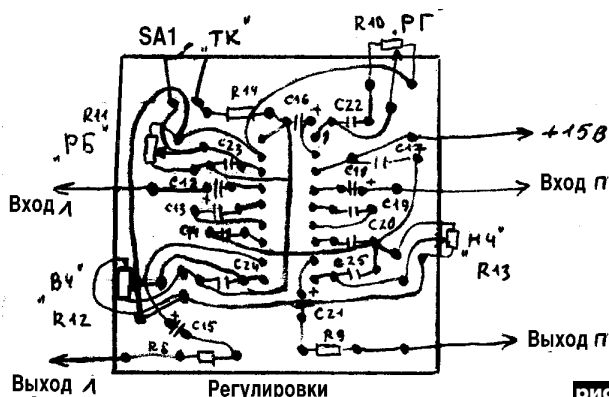 R10 "РГ"
SA1 "ТК"
R14
C16
C22
R11
"РБ"
C23
C17
+15В
C12
C18
Вход Л
Вход П
C13
C19
C14
C20
"НЧ"
R13
C24
C25
"ВЧ"
R12
C21
C15
R8
R9
Выход П
Выход Л
Регулировки